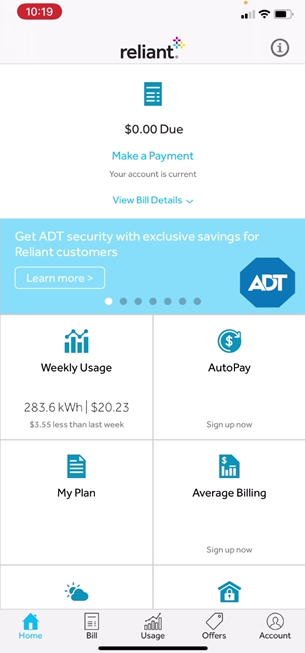 10:19
reliant
$0.00 Due
Make a Payment
Your account is current
View Bill Details
Get ADT security with exclusive savings for
Reliant customers
Learn more >
ADT
Weekly Usage
AutoPay
283.6 kWh | $20.23
$3.55 less than last week
Sign up now
My Plan
Average Billing
Sign up now
Home
Bill
Usage
Offers
Account